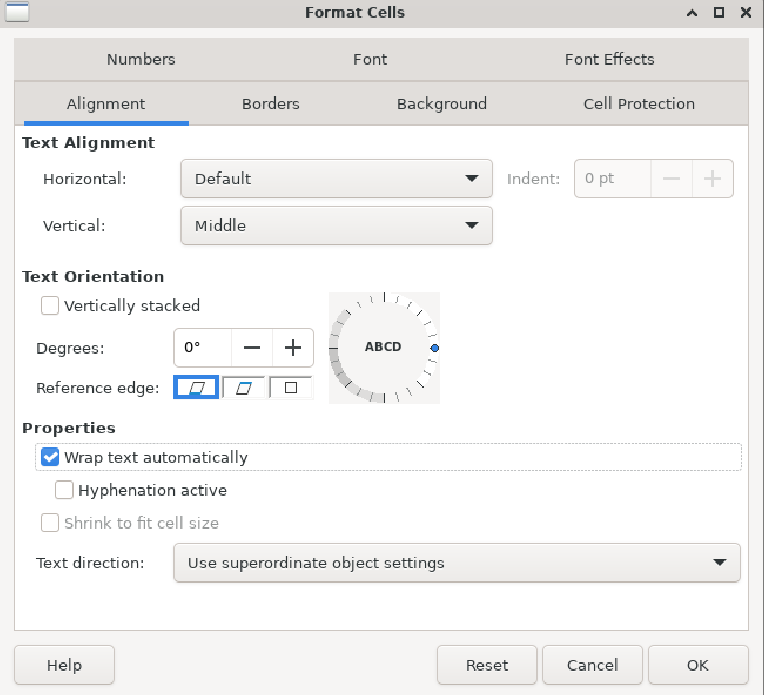 Format Cells
Numbers Font Font Effects
Alignment Borders Background Cell Protection
Text Alignment
Horizontal: Default Indent: 0 pt
Vertical: Middle
Text Orientation
Vertically stacked
Degrees: 0° ABCD
Reference edge:
Properties
Wrap text automatically
Hyphenation active
Shrink to fit cell size
Text direction: Use superordinate object settings
Help Reset Cancel OK